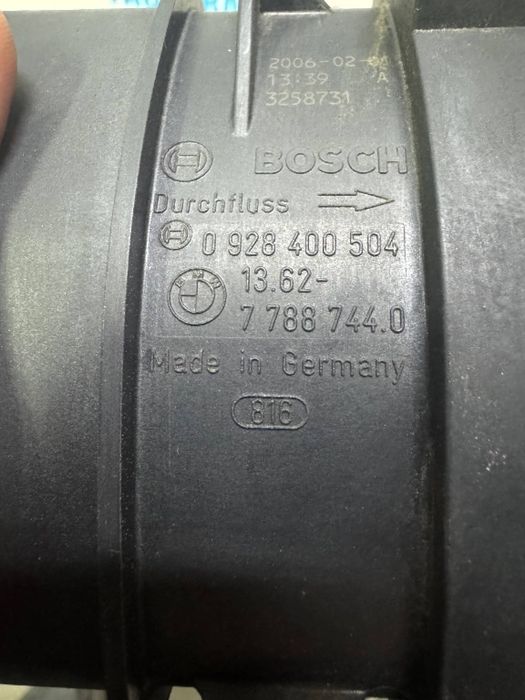 2006-02-
13:39 A
3258731
BOSCH
Durchfluss
0 928 400 504
BMW
13.62-
7 788 744.0
Made in Germany
816